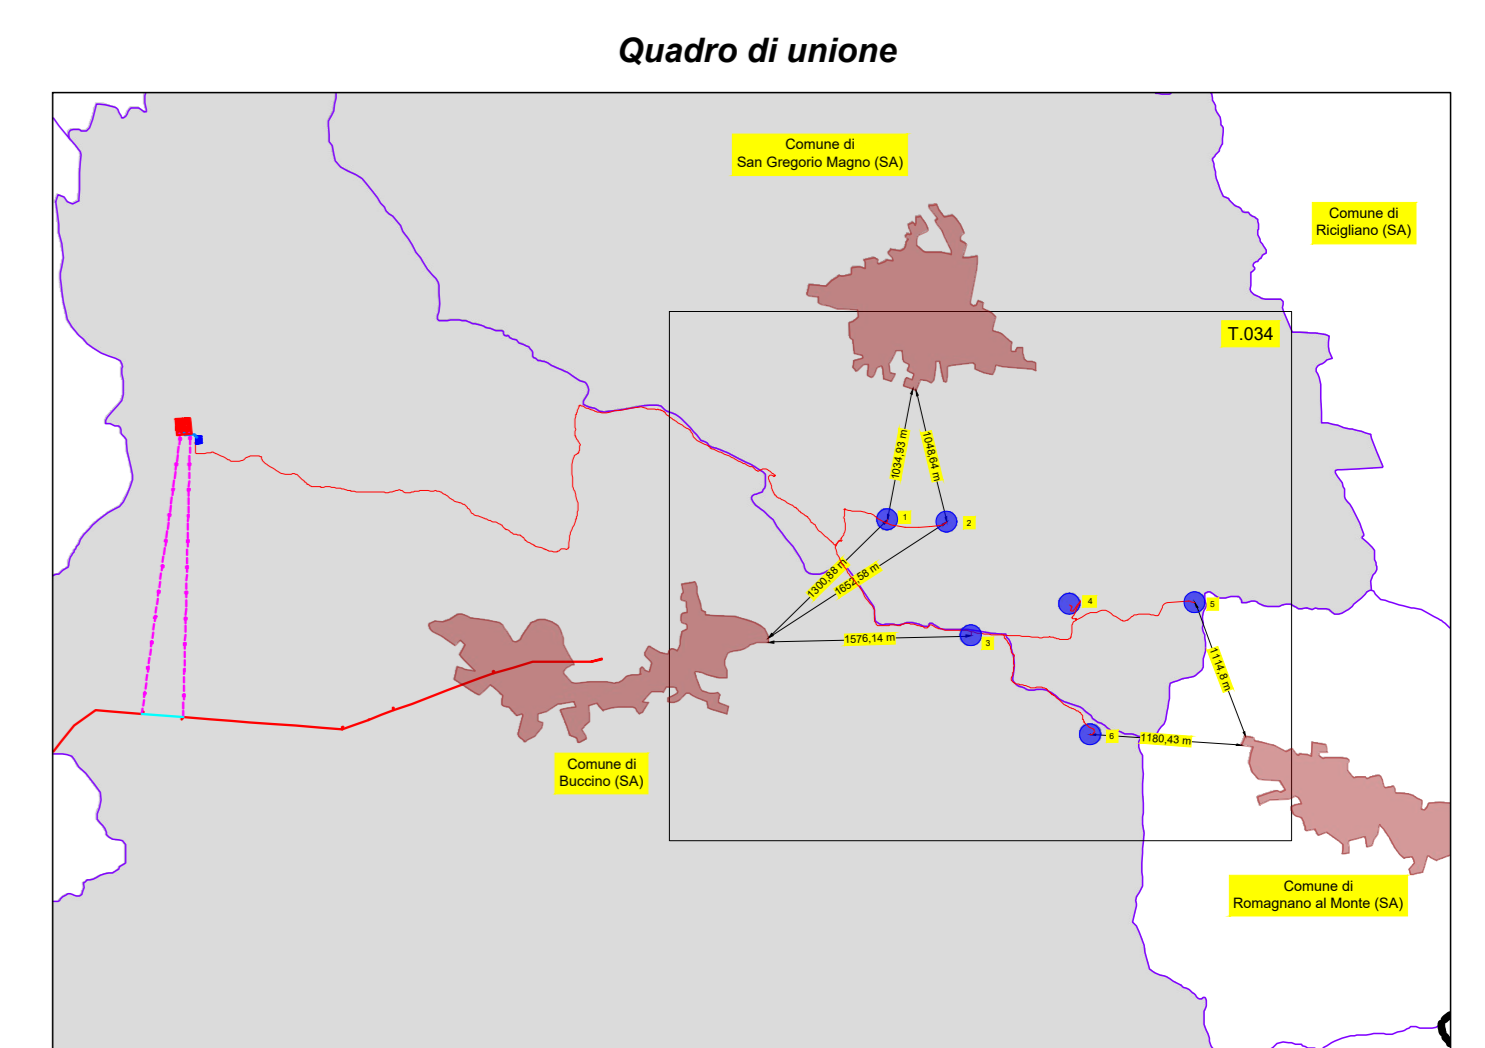 Quadro di unione
Comune di
San Gregorio Magno (SA)
Comune di
Ricigliano (SA)
T.034
1034,93 m
1048,64 m
1
2
1300,88 m
1652,58 m
4
5
1576,14 m
3
1114,8 m
6
1180,43 m
Comune di
Buccino (SA)
Comune di
Romagnano al Monte (SA)